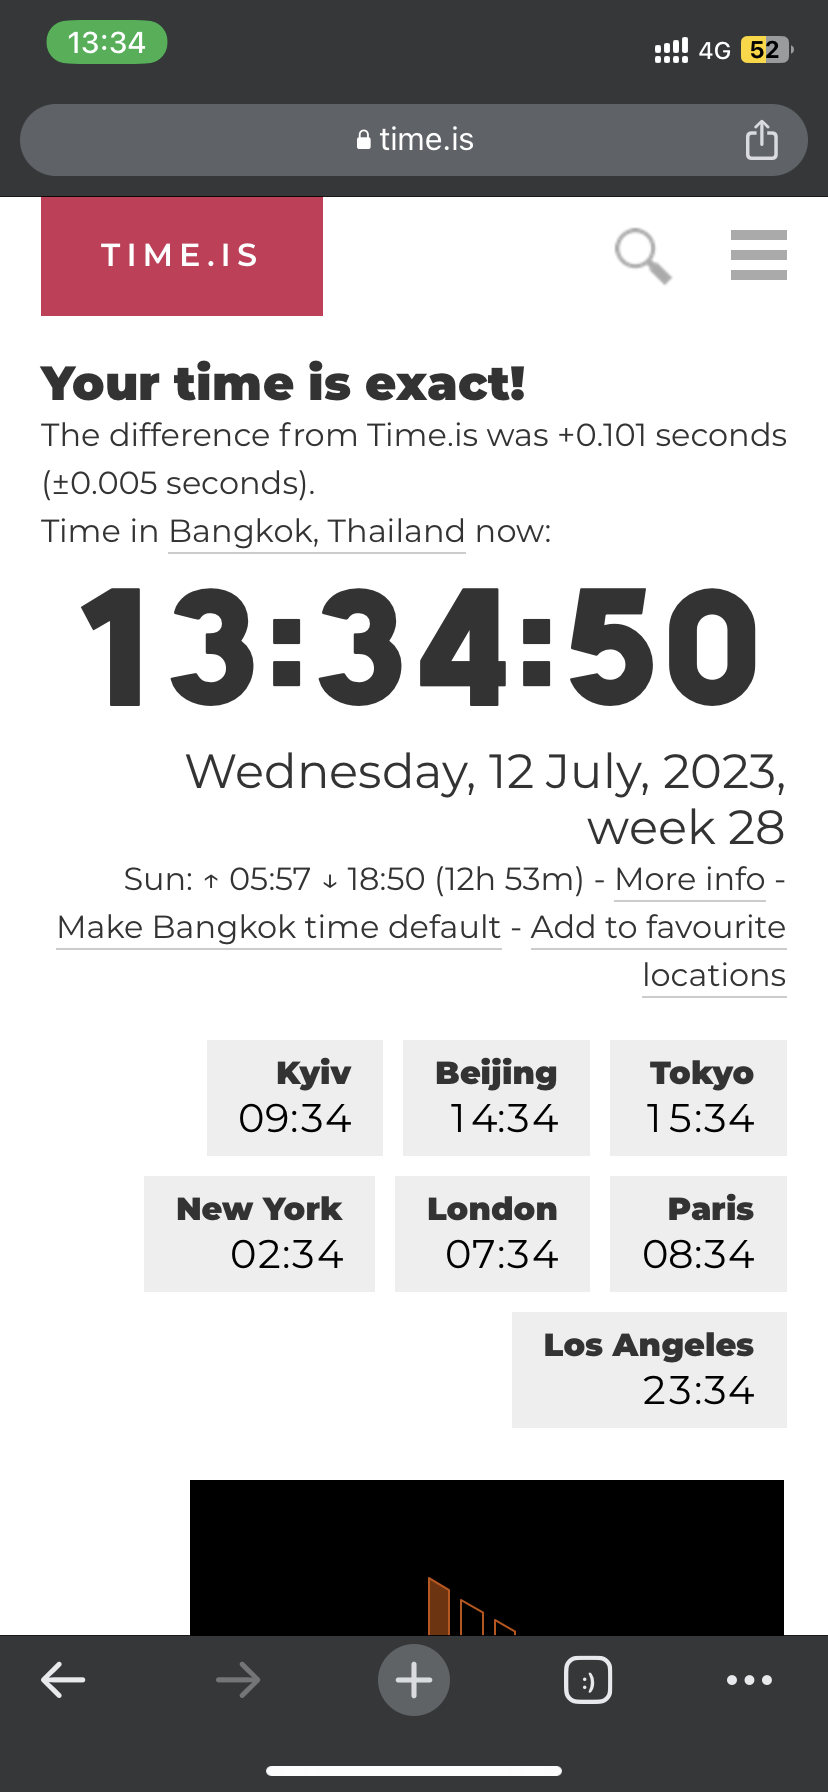 13:34
4G 52
time.is
TIME.IS
Your time is exact!
The difference from Time.is was +0.101 seconds
(±0.005 seconds).
Time in Bangkok, Thailand now:
13:34:50
Wednesday, 12 July, 2023,
week 28
Sun: ↑ 05:57 ↓ 18:50 (12h 53m) - More info -
Make Bangkok time default - Add to favourite
locations
Kyiv Beijing Tokyo
09:34 14:34 15:34
New York London Paris
02:34 07:34 08:34
Los Angeles
23:34
:)